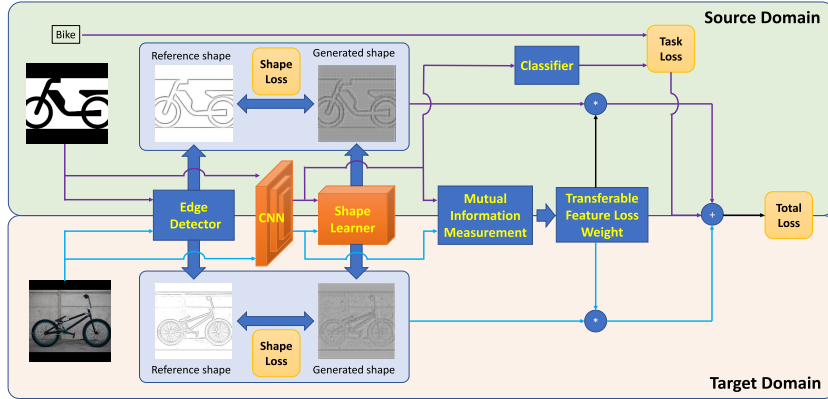 Source Domain
Bike
Reference shape
Shape
Loss
Generated shape
Classifier
Task
Loss
*
Edge
Detector
CNN
Shape
Learner
Mutual
Information
Measurement
Transferable
Feature Loss
Weight
+
Total
Loss
*
Shape
Loss
Reference shape
Generated shape
Target Domain